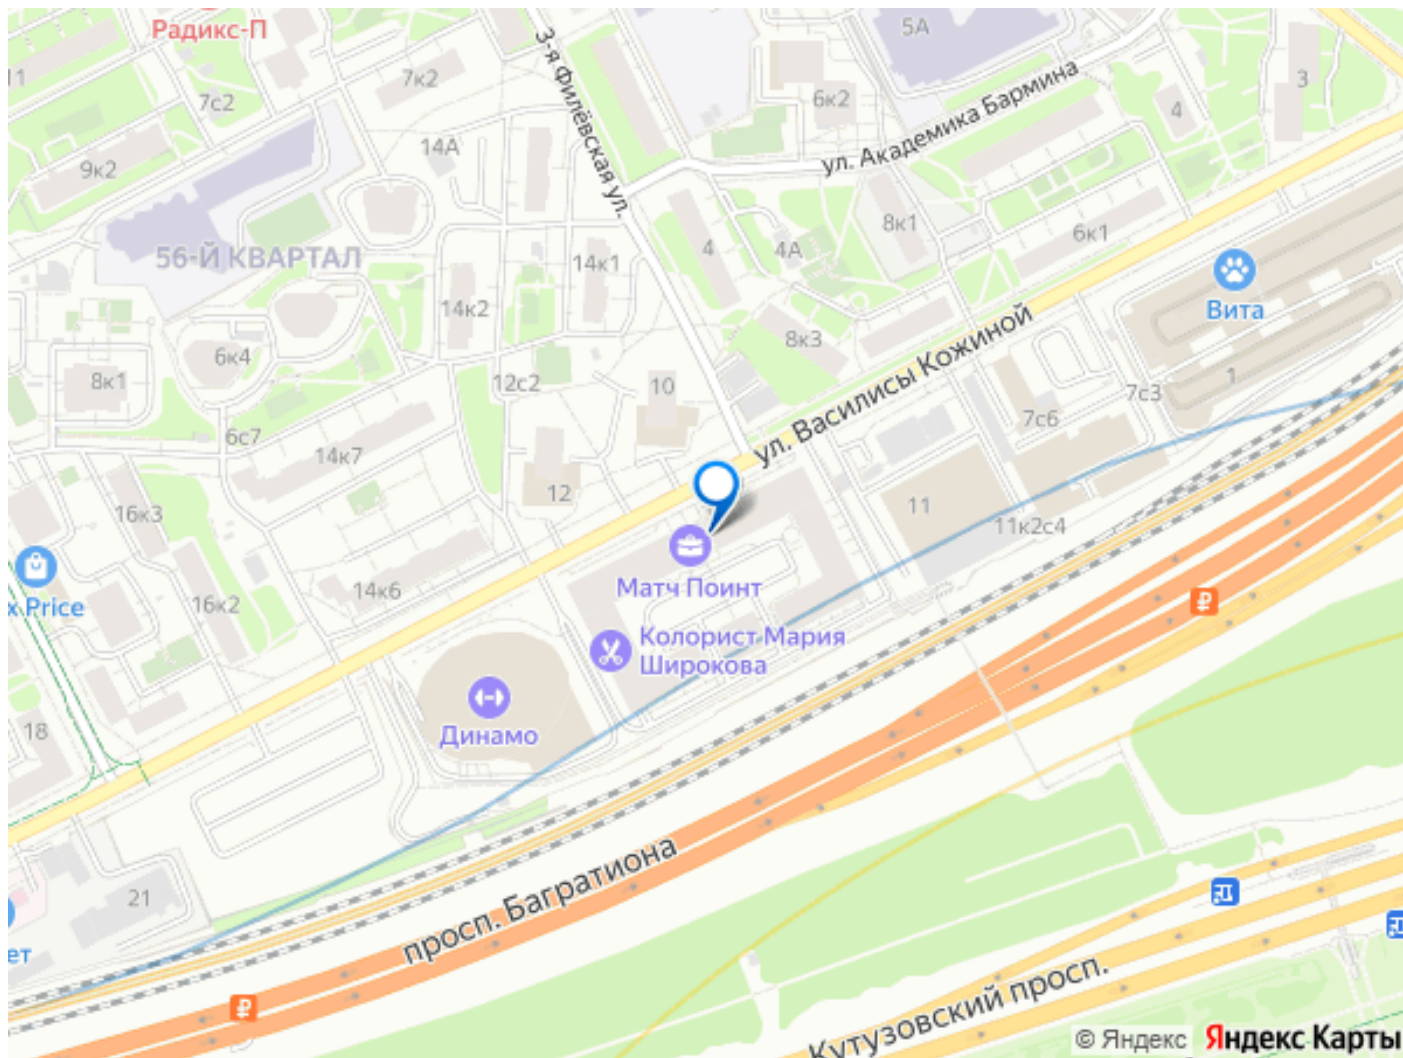 Радикс-П
5А
3-я Филёвская ул.
11
7к2
7с2
6к2
ул. Академика Бармина
3
4
14А
9к2
8к1
6к1
4
4А
56-Й КВАРТАЛ
14к1
14к2
Вита
8к3
6к4
8к1
12с2
10
ул. Василисы Кожиной
1
7с3
7с6
6с7
14к7
12
16к3
11
11к2с4
Матч Поинт
x Price
16к2
14к6
Колорист Мария
Широкова
18
Динамо
21
просп. Багратиона
ет
Кутузовский просп.
© Яндекс
Яндекс Карты